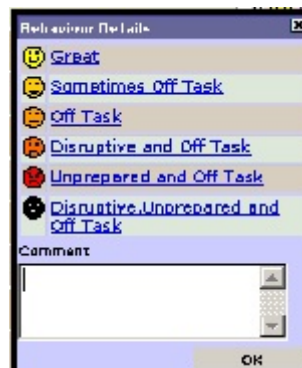 Behaviour Details
Great
Sometimes Off Task
Off Task
Disruptive and Off Task
Unprepared and Off Task
Disruptive,Unprepared and
Off Task
Comment
OK